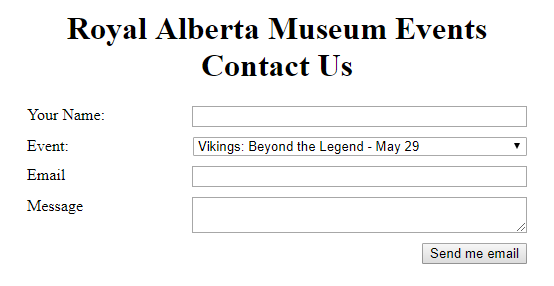 Royal Alberta Museum Events
Contact Us
Your Name:
Event: Vikings: Beyond the Legend - May 29
Email
Message
Send me email